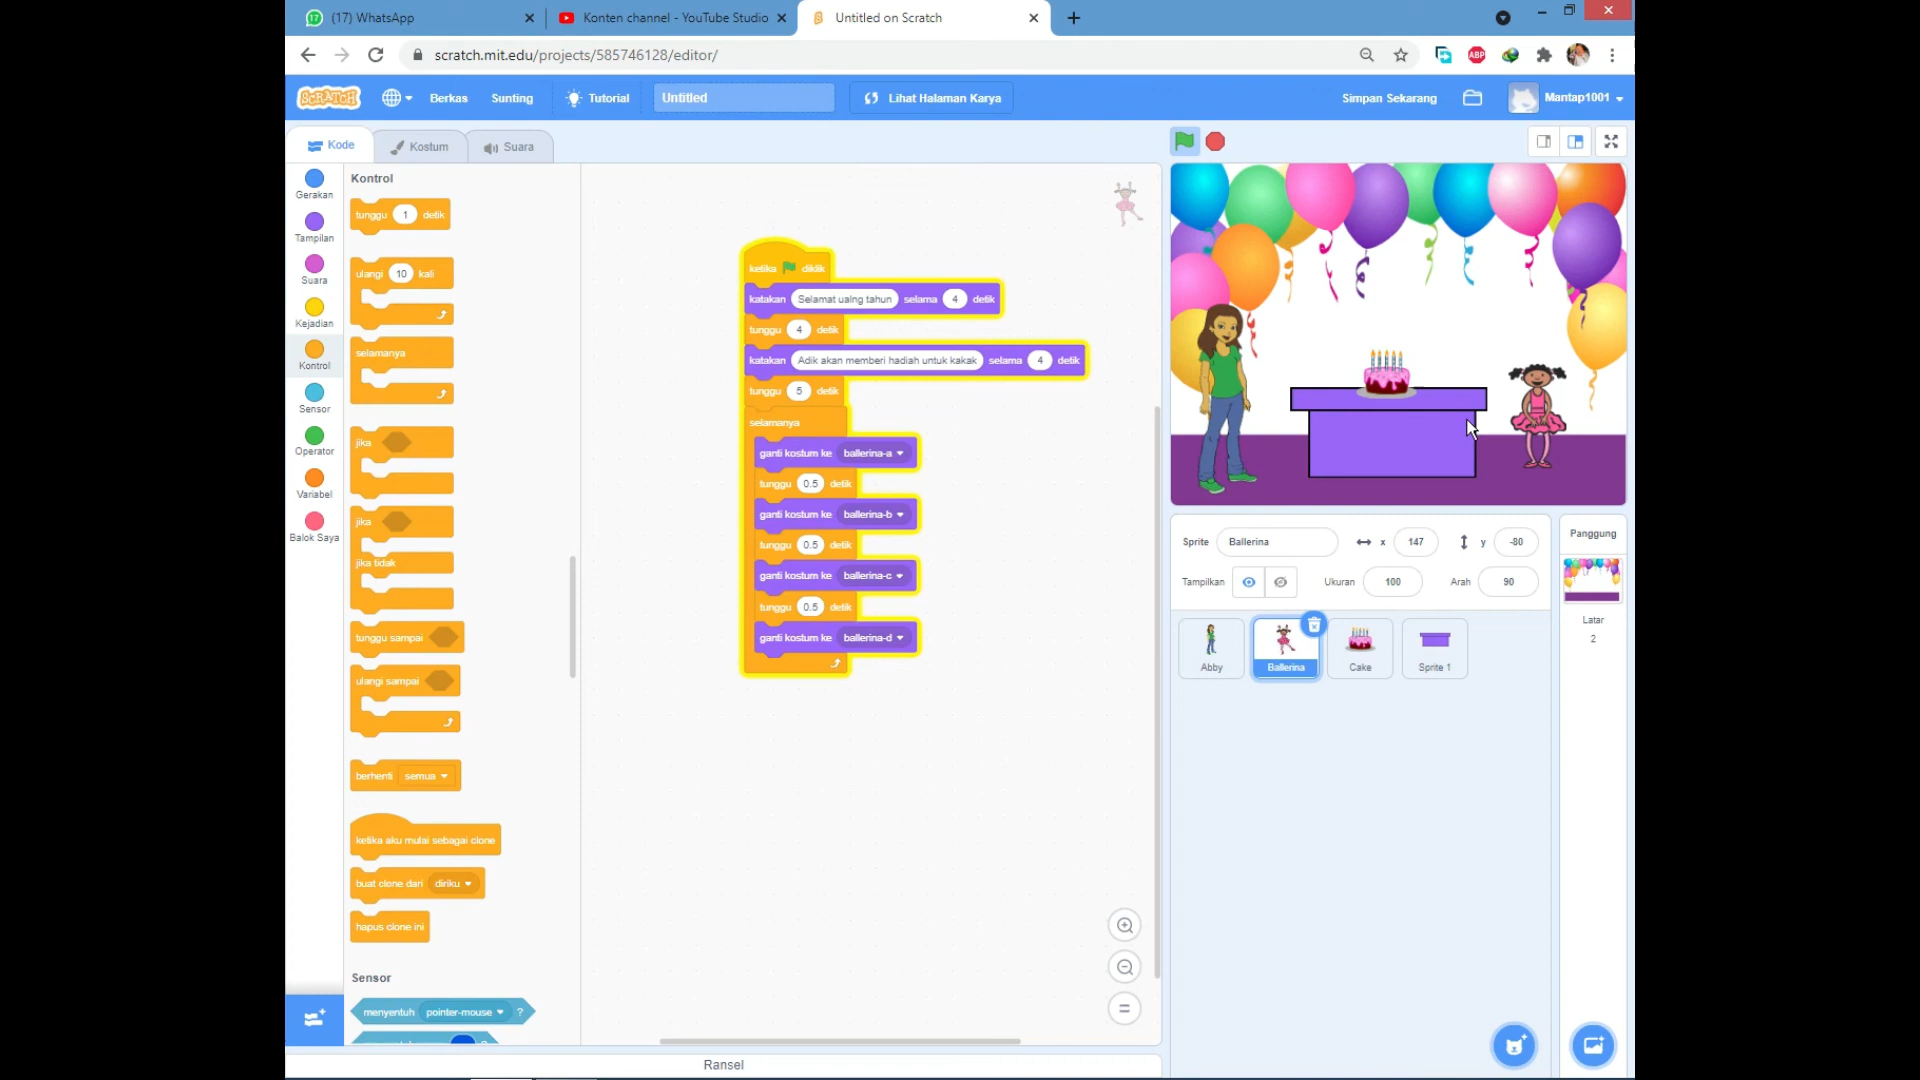 (17) WhatsApp
Konten channel - YouTube Studio
Untitled on Scratch
scratch.mit.edu/projects/585746128/editor/
ABP
SCRATCH
Berkas
Sunting
Tutorial
Untitled
Lihat Halaman Karya
Simpan Sekarang
Mantap1001
Kode
Kostum
Suara
Gerakan
Tampilan
Suara
Kejadian
Kontrol
Sensor
Operator
Variabel
Balok Saya
Kontrol
tunggu 1 detik
ulangi 10 kali
selamanya
jika
jika
jika tidak
tunggu sampai
ulangi sampai
berhenti semua
ketika aku mulai sebagai clone
buat clone dari diriku
hapus clone ini
Sensor
menyentuh pointer-mouse ?
ketika diklik
katakan Selamat ualng tahun selama 4 detik
tunggu 4 detik
katakan Adik akan memberi hadiah untuk kakak selama 4 detik
tunggu 5 detik
selamanya
ganti kostum ke ballerina-a
tunggu 0.5 detik
ganti kostum ke ballerina-b
tunggu 0.5 detik
ganti kostum ke ballerina-c
tunggu 0.5 detik
ganti kostum ke ballerina-d
Ransel
Sprite Ballerina x 147 y -80
Tampilkan Ukuran 100 Arah 90
Abby
Ballerina
Cake
Sprite 1
Panggung
Latar
2